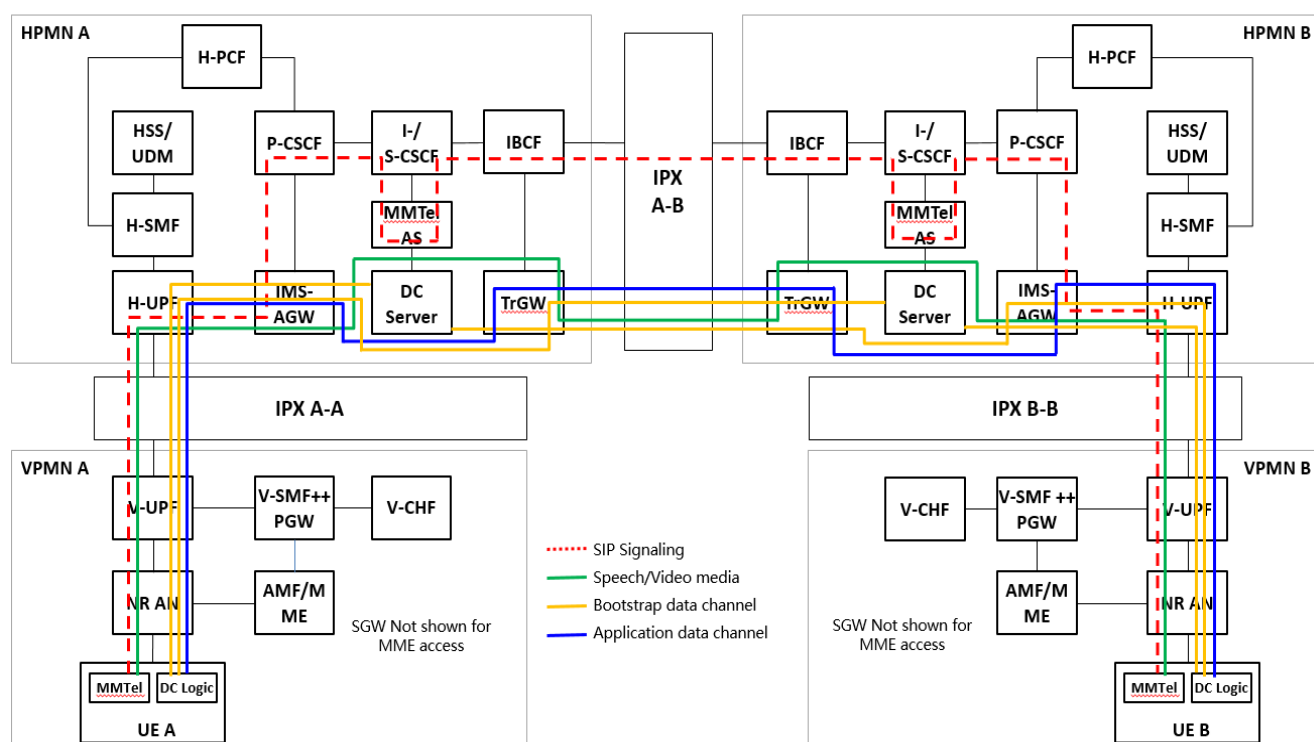 HPMN A
H-PCF
HSS/
UDM
P-CSCF
I-/
S-CSCF
IBCF
H-SMF
MMTel
AS
H-UPF
IMS-
AGW
DC
Server
TrGW
IPX
A-B
HPMN B
H-PCF
IBCF
I-/
S-CSCF
P-CSCF
HSS/
UDM
MMTel
AS
H-SMF
TrGW
DC
Server
IMS-
AGW
H-UPF
IPX A-A
IPX B-B
VPMN A
V-UPF
V-SMF++
PGW
V-CHF
NR AN
AMF/M
ME
SGW Not shown for
MME access
MMTel
DC Logic
UE A
SIP Signaling
Speech/Video media
Bootstrap data channel
Application data channel
VPMN B
V-CHF
V-SMF ++
PGW
V-UPF
AMF/M
ME
NR AN
SGW Not shown for
MME access
MMTel
DC Logic
UE B